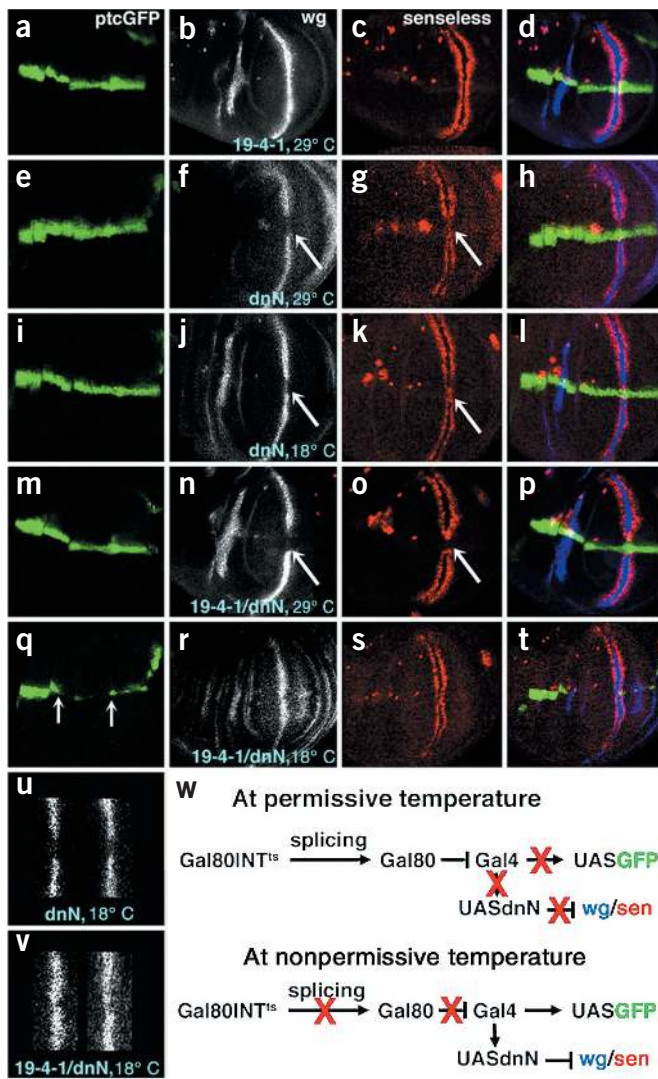 a ptcGFP b wg c senseless d
19-4-1, 29° C
e f g h
dnN, 29° C
i j k l
dnN, 18° C
m n o p
19-4-1/dnN, 29° C
q r s t
19-4-1/dnN, 18° C
u
dnN, 18° C
v
19-4-1/dnN, 18° C
w
At permissive temperature
splicing
Gal80INTts Gal80 Gal4 X UASGFP
X
UASdnN X wg/sen
At nonpermissive temperature
splicing
Gal80INTts X Gal80 X Gal4 UASGFP
UASdnN wg/sen